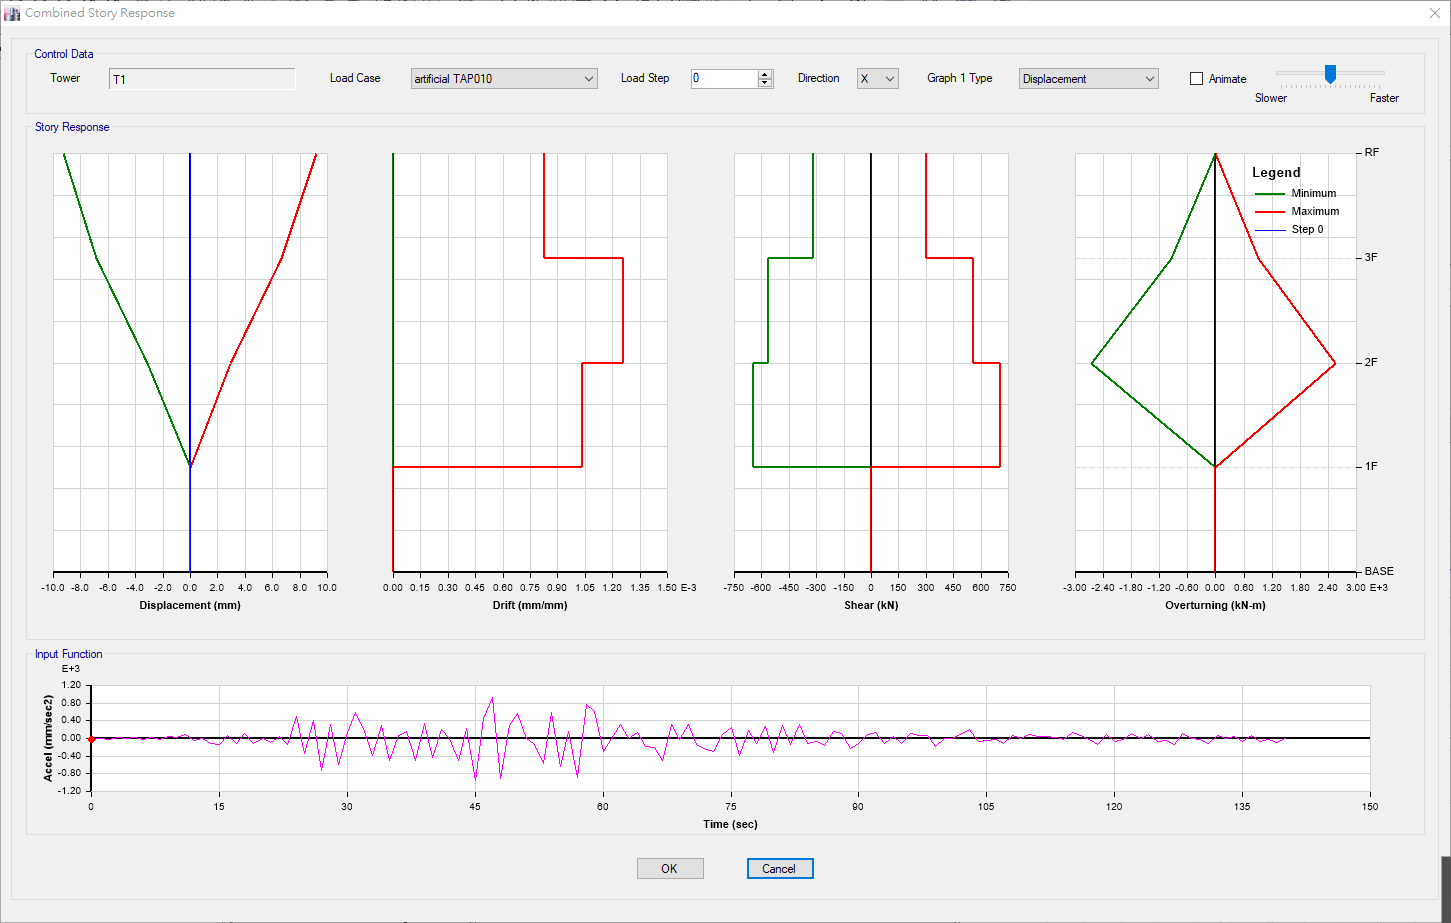 Combined Story Response
Control Data
Tower T1 Load Case artificial TAP010 Load Step 0 Direction X Graph 1 Type Displacement Animate
Slower Faster
Story Response
RF
Legend
Minimum
Maximum
Step 0
3F
2F
1F
BASE
-10.0 -8.0 -6.0 -4.0 -2.0 0.0 2.0 4.0 6.0 8.0 10.0
Displacement (mm)
0.00 0.15 0.30 0.45 0.60 0.75 0.90 1.05 1.20 1.35 1.50 E-3
Drift (mm/mm)
-750 -600 -450 -300 -150 0 150 300 450 600 750
Shear (kN)
-3.00 -2.40 -1.80 -1.20 -0.60 0.00 0.60 1.20 1.80 2.40 3.00 E+3
Overturning (kN-m)
Input Function
E+3
1.20
0.80
0.40
0.00
-0.40
-0.80
-1.20
Accel (mm/sec2)
0 15 30 45 60 75 90 105 120 135 150
Time (sec)
OK Cancel